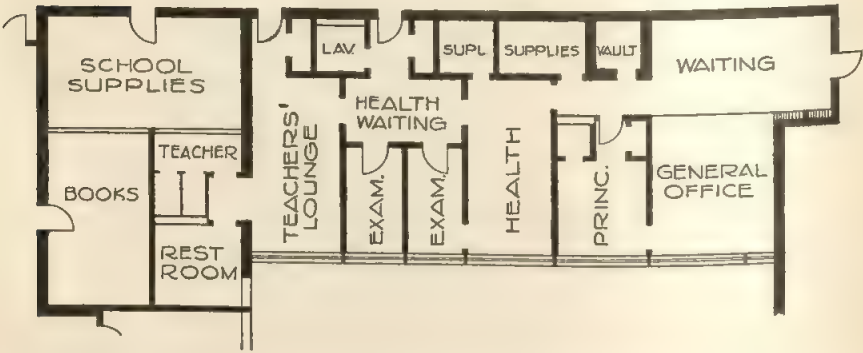 SCHOOL
SUPPLIES
LAV.
SUPL
SUPPLIES
VAULT
WAITING
HEALTH
WAITING
TEACHER
BOOKS
TEACHERS'
LOUNGE
EXAM.
EXAM.
HEALTH
PRINC.
GENERAL
OFFICE
REST
ROOM